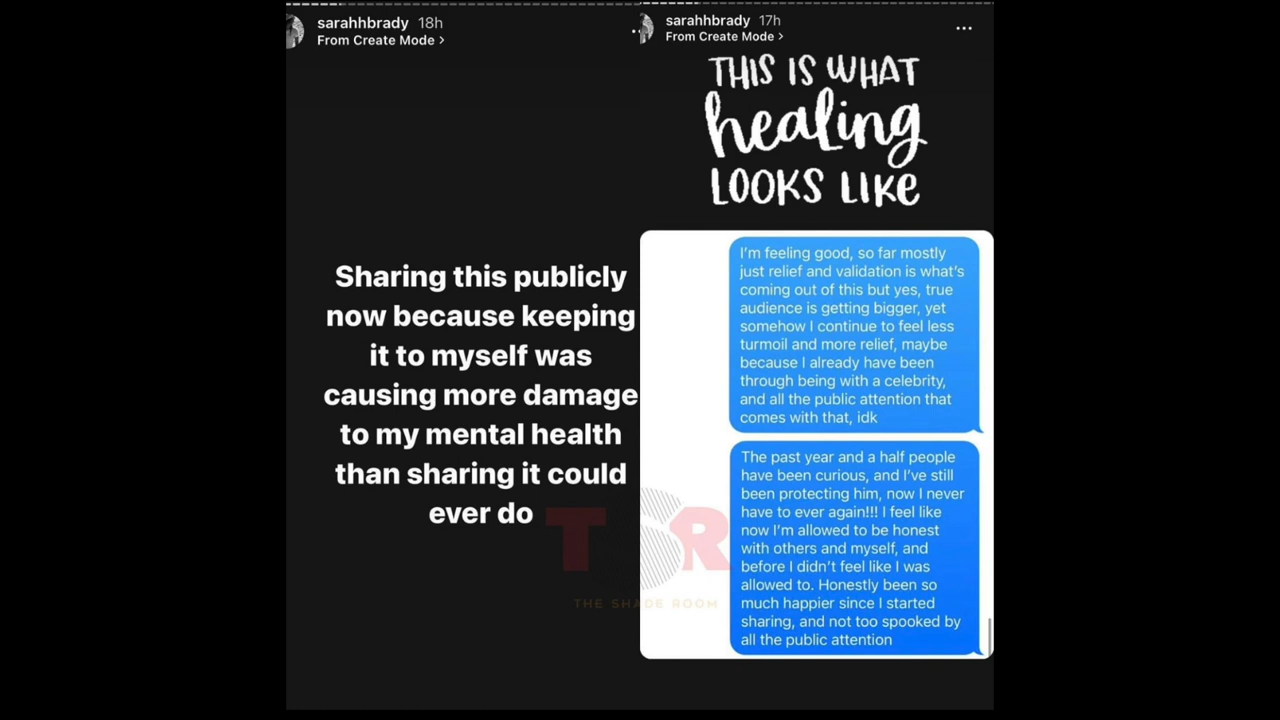 sarahhbrady 18h
From Create Mode >
Sharing this publicly
now because keeping
it to myself was
causing more damage
to my mental health
than sharing it could
ever do
sarahhbrady 17h
From Create Mode >
THIS IS WHAT
healing
LOOKS LIKE
I'm feeling good, so far mostly
just relief and validation is what's
coming out of this but yes, true
audience is getting bigger, yet
somehow I continue to feel less
turmoil and more relief, maybe
because I already have been
through being with a celebrity,
and all the public attention that
comes with that, idk
The past year and a half people
have been curious, and I've still
been protecting him, now I never
have to ever again!!! I feel like
now I'm allowed to be honest
with others and myself, and
before I didn't feel like I was
allowed to. Honestly been so
much happier since I started
sharing, and not too spooked by
all the public attention
TSR
THE SHADE ROOM